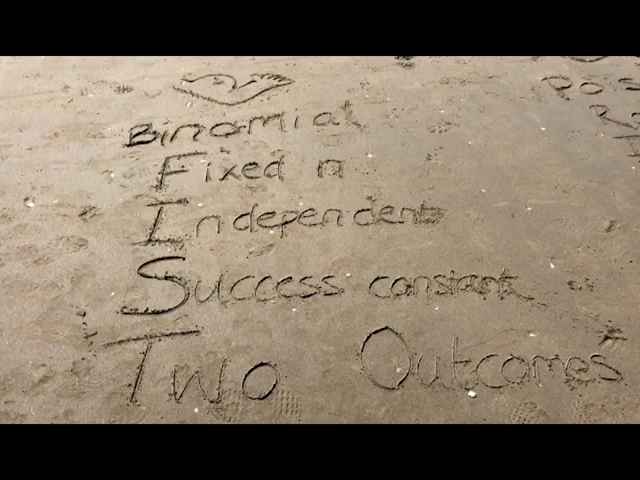 Binomial
Fixed n
Independent
Success constant
Two Outcomes